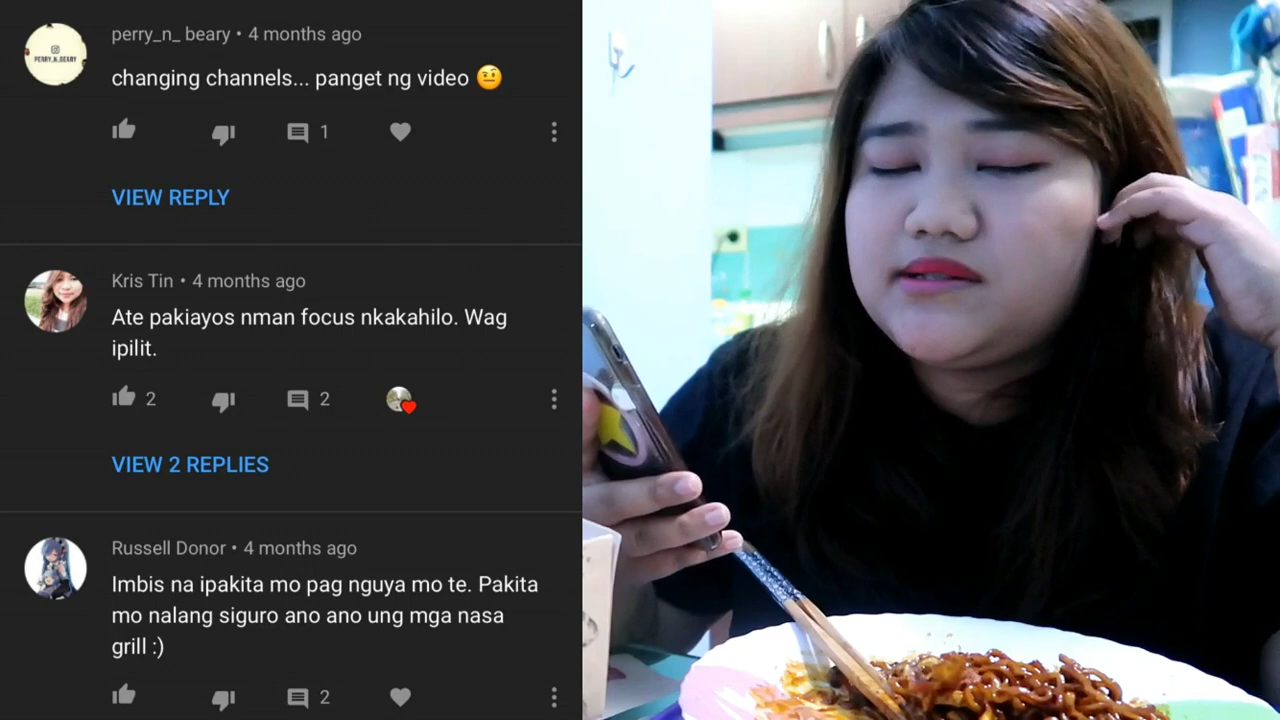 PERRY_N_BEARY
perry_n_ beary • 4 months ago
changing channels... panget ng video 🤨
1
VIEW REPLY
Kris Tin • 4 months ago
Ate pakiayos nman focus nkakahilo. Wag
ipilit.
2
2
VIEW 2 REPLIES
Russell Donor • 4 months ago
Imbis na ipakita mo pag nguya mo te. Pakita
mo nalang siguro ano ano ung mga nasa
grill :)
2